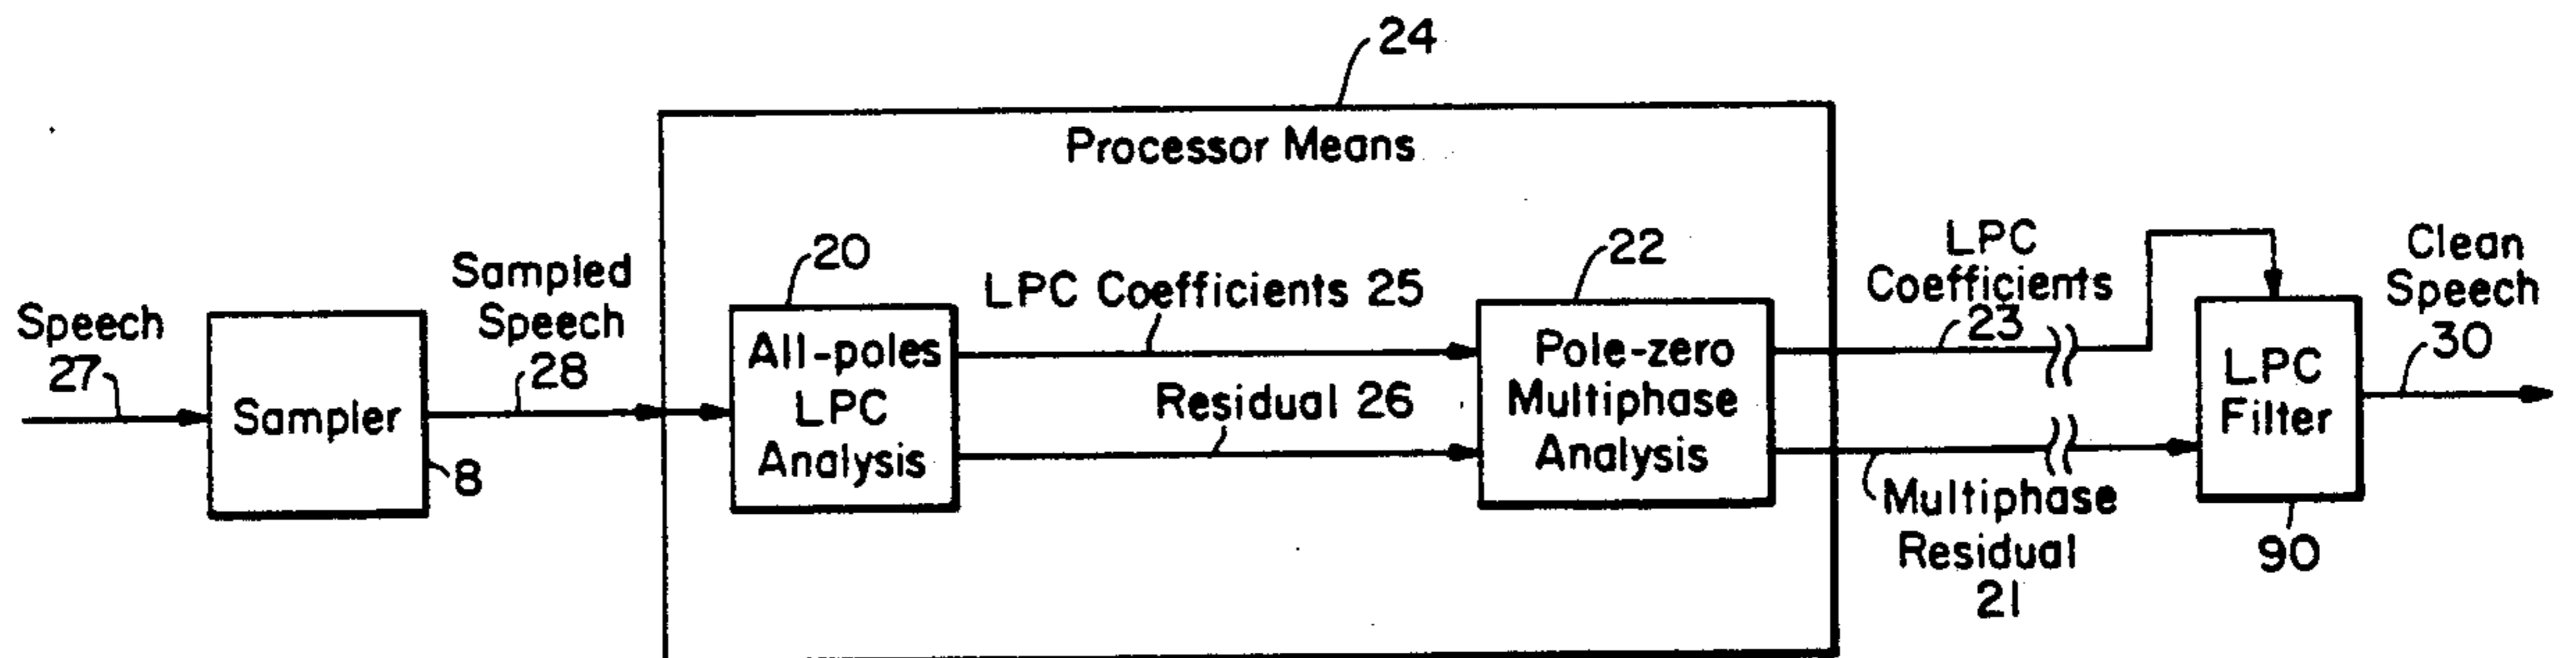 24
Processor Means
Speech
27
Sampler
8
Sampled
Speech
28
20
All-poles
LPC
Analysis
LPC Coefficients 25
Residual 26
22
Pole-zero
Multiphase
Analysis
LPC
Coefficients
23
Multiphase
Residual
21
LPC
Filter
90
Clean
Speech
30